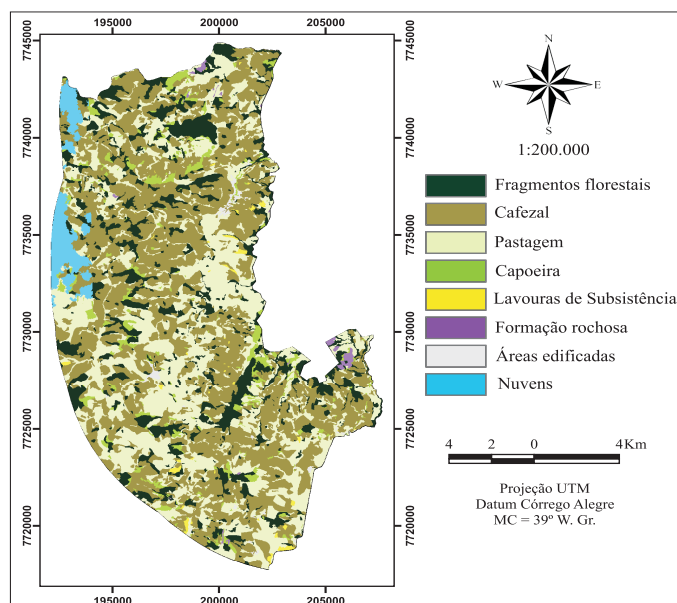 195000 200000 205000
7745000 7745000
7740000 7740000
7735000 7735000
7730000 7730000
7725000 7725000
7720000 7720000
195000 200000 205000
N
W E
S
1:200.000
Fragmentos florestais
Cafezal
Pastagem
Capoeira
Lavouras de Subsistência
Formação rochosa
Áreas edificadas
Nuvens
4 2 0 4Km
Projeção UTM
Datum Córrego Alegre
MC = 39º W. Gr.